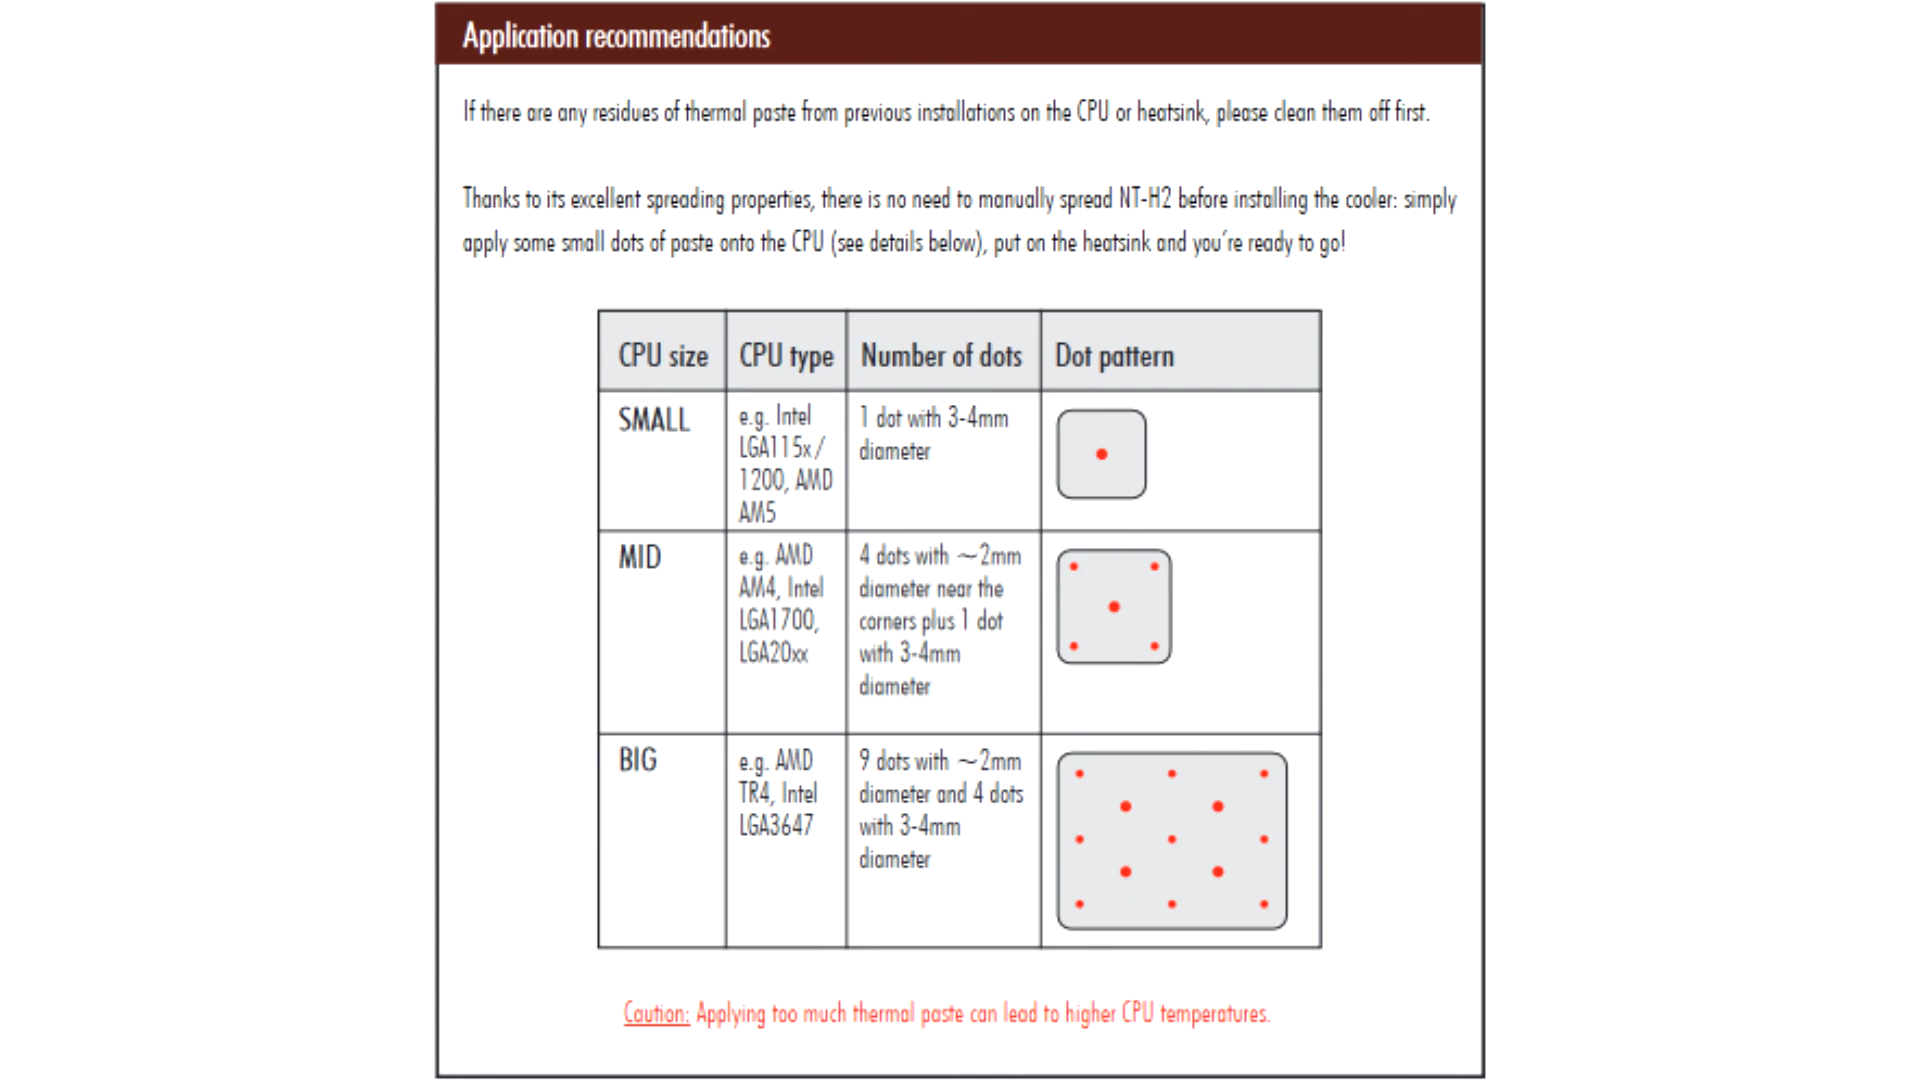 Application recommendations
If there are any residues of thermal paste from previous installations on the CPU or heatsink, please clean them off first.
Thanks to its excellent spreading properties, there is no need to manually spread NT-H2 before installing the cooler: simply
apply some small dots of paste onto the CPU (see details below), put on the heatsink and you´re ready to go!
CPU size
CPU type
Number of dots
Dot pattern
SMALL
e.g. Intel
LGA115x/
1200, AMD
AM5
1 dot with 3-4mm
diameter
MID
e.g. AMD
AM4, Intel
LGA1700,
LGA20xx
4 dots with ~2mm
diameter near the
corners plus 1 dot
with 3-4mm
diameter
BIG
e.g. AMD
TR4, Intel
LGA3647
9 dots with ~2mm
diameter and 4 dots
with 3-4mm
diameter
Caution: Applying too much thermal paste can lead to higher CPU temperatures.